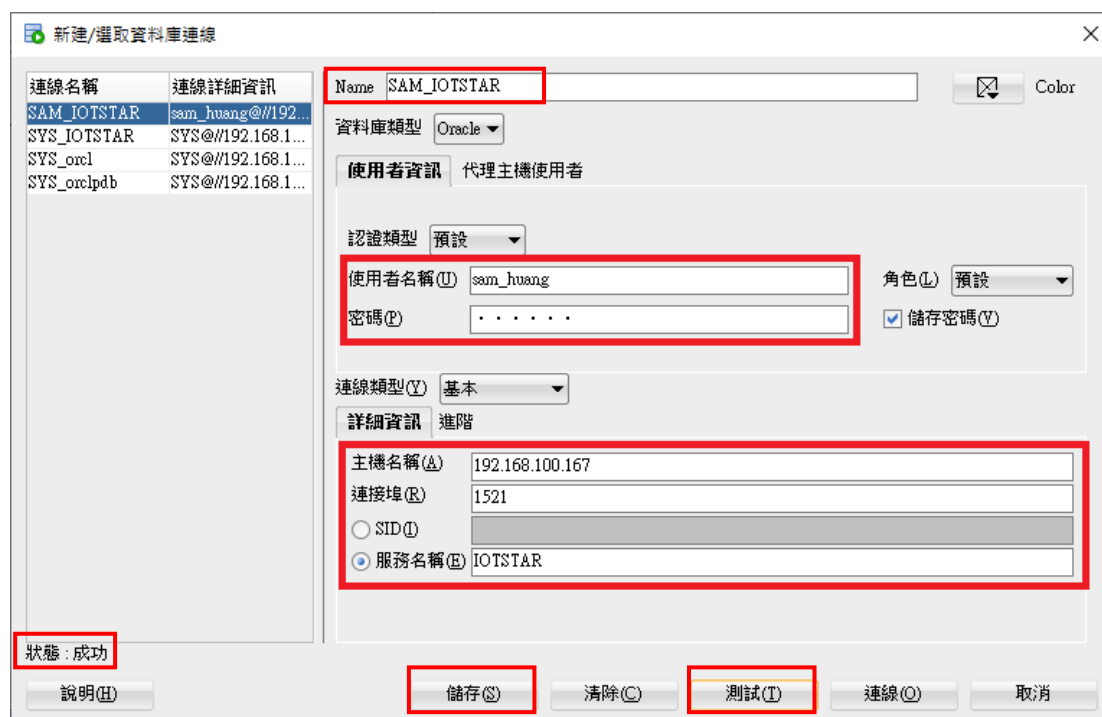 新建/選取資料庫連線
連線名稱 連線詳細資訊
SAM_IOTSTAR sam_huang@//192...
SYS_IOTSTAR SYS@//192.168.1...
SYS_orcl SYS@//192.168.1...
SYS_orclpdb SYS@//192.168.1...
Name SAM_IOTSTAR Color
資料庫類型 Oracle
使用者資訊 代理主機使用者
認證類型 預設
使用者名稱(U) sam_huang 角色(L) 預設
密碼(P) · · · · · · 儲存密碼(V)
連線類型(Y) 基本
詳細資訊 進階
主機名稱(A) 192.168.100.167
連接埠(R) 1521
SID(I)
服務名稱(E) IOTSTAR
狀態 : 成功
說明(H) 儲存(S) 清除(C) 測試(T) 連線(O) 取消